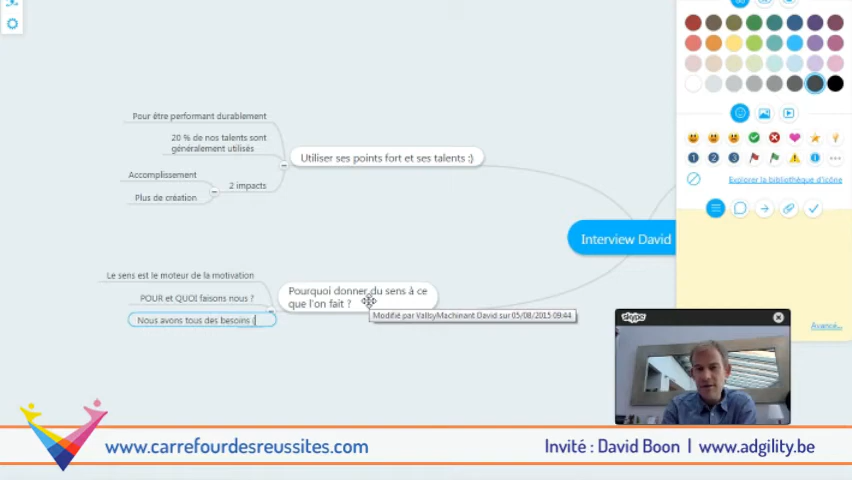 Pour être performant durablement
20 % de nos talents sont
généralement utilisés
Utiliser ses points fort et ses talents :)
Accomplissement
2 impacts
Plus de création
Explorer la bibliothèque d'icône
Interview David
Le sens est le moteur de la motivation
Pourquoi donner du sens à ce
que l'on fait ?
POUR et QUOI faisons nous ?
Nous avons tous des besoins (
Modifié par ValtsyMachinant David sur 05/08/2015 09:44
skype
Avancé...
www.carrefourdesreussites.com
Invité : David Boon | www.adgility.be